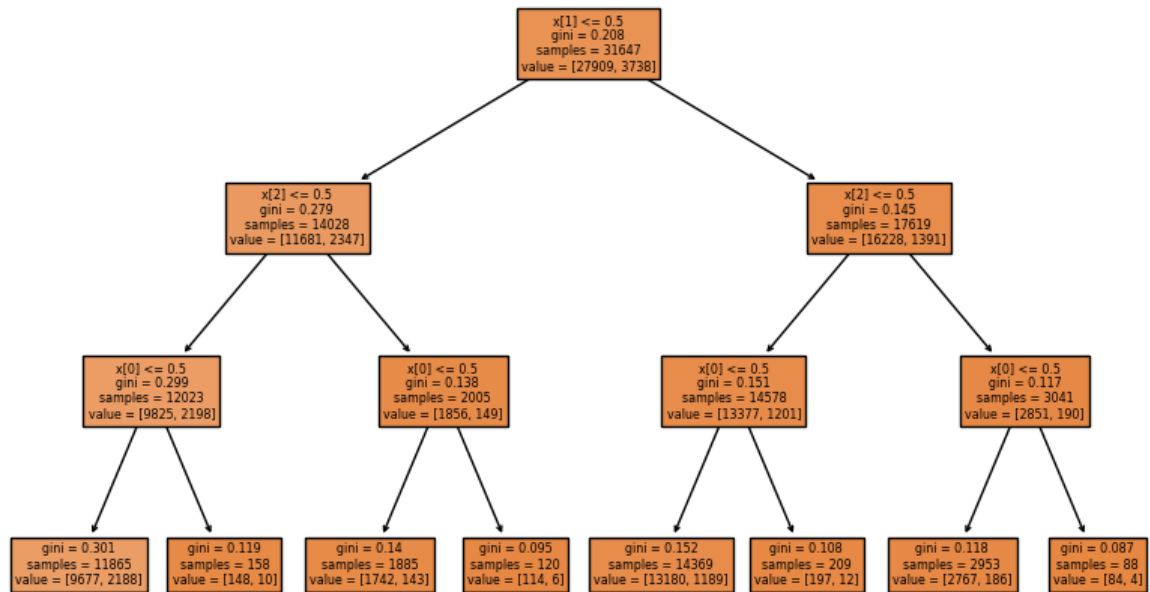 x[1] <= 0.5
gini = 0.208
samples = 31647
value = [27909, 3738]
x[2] <= 0.5
gini = 0.279
samples = 14028
value = [11681, 2347]
x[2] <= 0.5
gini = 0.145
samples = 17619
value = [16228, 1391]
x[0] <= 0.5
gini = 0.299
samples = 12023
value = [9825, 2198]
x[0] <= 0.5
gini = 0.138
samples = 2005
value = [1856, 149]
x[0] <= 0.5
gini = 0.151
samples = 14578
value = [13377, 1201]
x[0] <= 0.5
gini = 0.117
samples = 3041
value = [2851, 190]
gini = 0.301
samples = 11865
value = [9677, 2188]
gini = 0.119
samples = 158
value = [148, 10]
gini = 0.14
samples = 1885
value = [1742, 143]
gini = 0.095
samples = 120
value = [114, 6]
gini = 0.152
samples = 14369
value = [13180, 1189]
gini = 0.108
samples = 209
value = [197, 12]
gini = 0.118
samples = 2953
value = [2767, 186]
gini = 0.087
samples = 88
value = [84, 4]